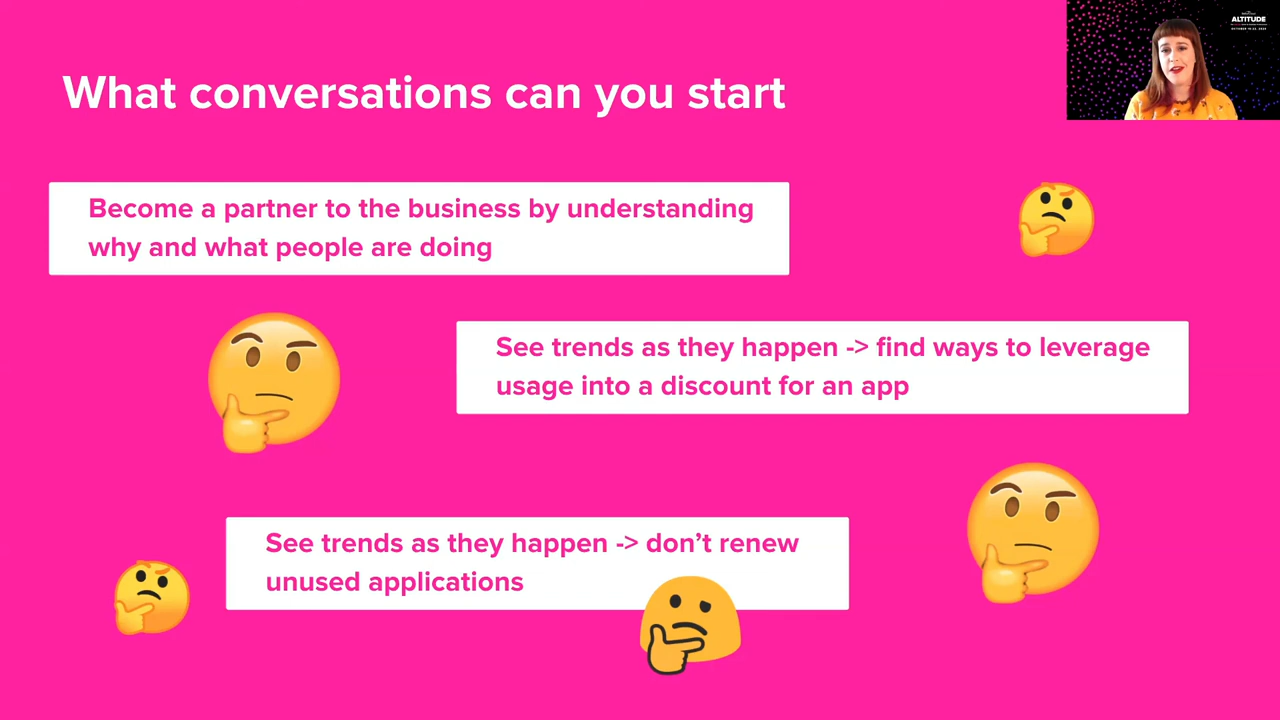 What conversations can you start
ALTITUDE
Become a partner to the business by understanding
why and what people are doing
See trends as they happen -> find ways to leverage
usage into a discount for an app
See trends as they happen -> don’t renew
unused applications